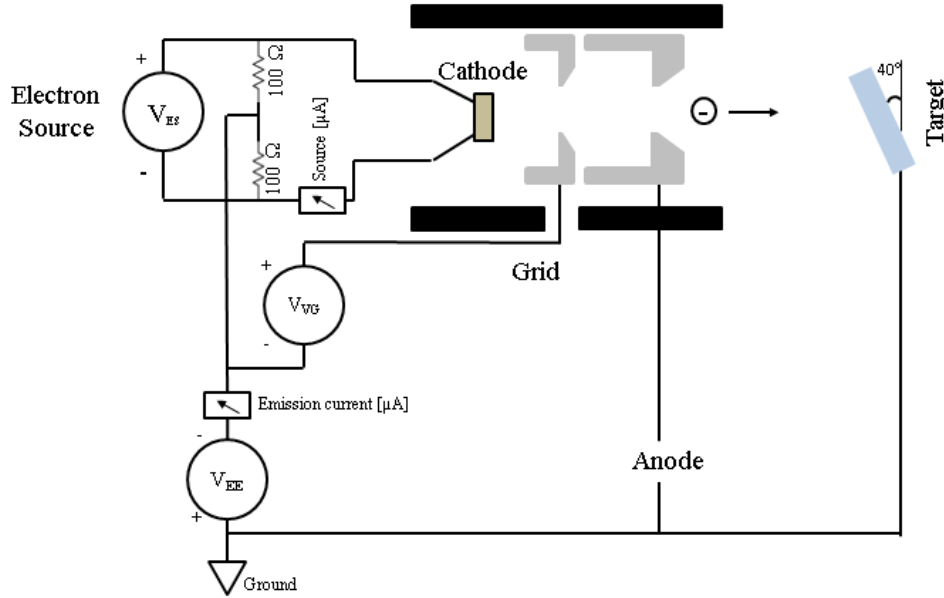 Electron
Source
+
V_ES
-
100 Ω
100 Ω
Source [µA]
Cathode
-
40°
Target
Grid
+
V_VG
-
Emission current [µA]
-
V_EE
+
Anode
Ground